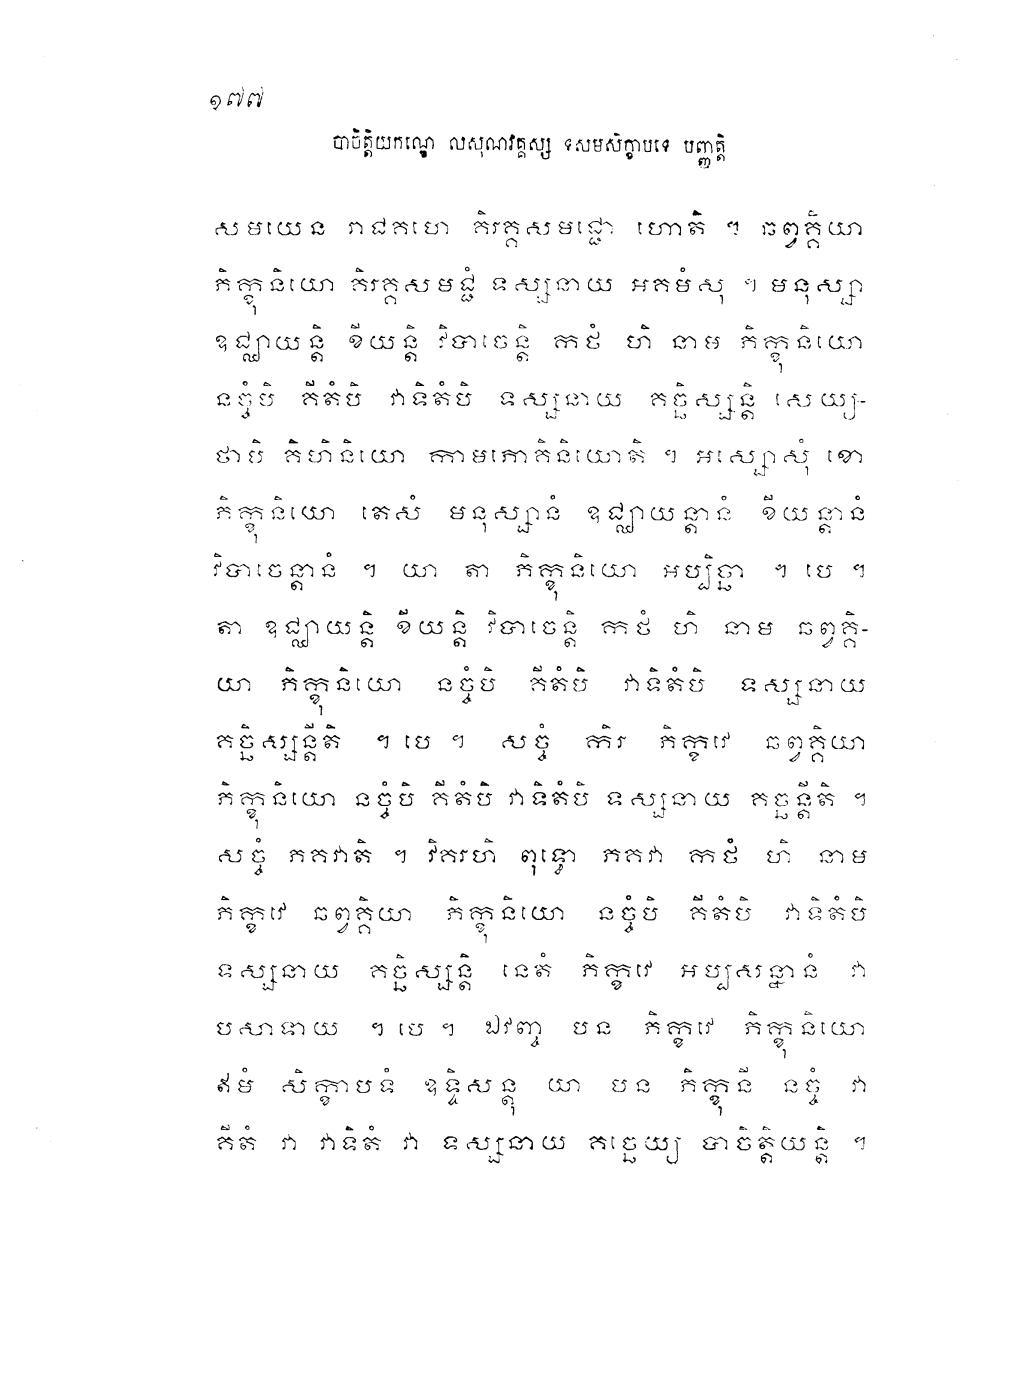 ១៧៧
បាចិត្តិយកណ្ឌេ លសុណវគ្គស្ស ទសមសិក្ខាបទេ បញ្ញត្តិ
សមយេន រាជគហេ គិរគ្គសមជ្ជោ ហោតិ ។ ឆព្វគ្គិយា
ភិក្ខុនិយោ គិរគ្គសមជ្ជំ ទស្សនាយ អគមំសុ ។ មនុស្សា
ឧជ្ឈាយន្តិ ខីយន្តិ វិបាចេន្តិ កថំ ហិ នាម ភិក្ខុនិយោ
នច្ចំបិ គីតំបិ វាទិតំបិ ទស្សនាយ គច្ឆិស្សន្តិ សេយ្យ-
ថាបិ គិហិនិយោ កាមភោគិនិយោតិ ។ អស្សោសុំ ខោ
ភិក្ខុនិយោ តេសំ មនុស្សានំ ឧជ្ឈាយន្តានំ ខីយន្តានំ
វិបាចេន្តានំ ។ យា តា ភិក្ខុនិយោ អប្បិច្ឆា ។ បេ ។
តា ឧជ្ឈាយន្តិ ខីយន្តិ វិបាចេន្តិ កថំ ហិ នាម ឆព្វគ្គិ-
យា ភិក្ខុនិយោ នច្ចំបិ គីតំបិ វាទិតំបិ ទស្សនាយ
គច្ឆិស្សន្តីតិ ។ បេ ។ សច្ចំ កិរ ភិក្ខវេ ឆព្វគ្គិយា
ភិក្ខុនិយោ នច្ចំបិ គីតំបិ វាទិតំបិ ទស្សនាយ គច្ឆន្តីតិ ។
សច្ចំ ភគវាតិ ។ វិគរហិ ពុទ្ធោ ភគវា កថំ ហិ នាម
ភិក្ខវេ ឆព្វគ្គិយា ភិក្ខុនិយោ នច្ចំបិ គីតំបិ វាទិតំបិ
ទស្សនាយ គច្ឆិស្សន្តិ នេតំ ភិក្ខវេ អប្បសន្នានំ វា
បសាទាយ ។ បេ ។ ឯវញ្ច បន ភិក្ខវេ ភិក្ខុនិយោ
ឥមំ សិក្ខាបទំ ឧទ្ទិសន្តុ យា បន ភិក្ខុនី នច្ចំ វា
គីតំ វា វាទិតំ វា ទស្សនាយ គច្ឆេយ្យ បាចិត្តិយន្តិ ។